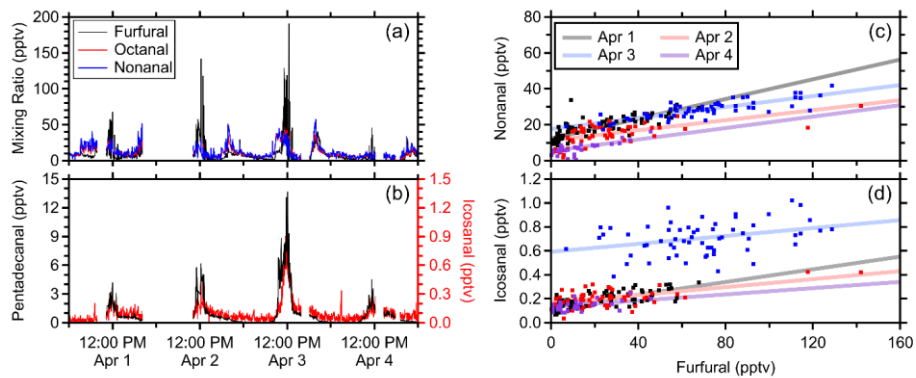 Mixing Ratio (pptv)
200
150
100
50
0
Furfural
Octanal
Nonanal
(a)
Pentadecanal (pptv)
15
12
9
6
3
0
(b)
1.5
1.2
0.9
0.6
0.3
0.0
Icosanal (pptv)
12:00 PM 12:00 PM 12:00 PM 12:00 PM
Apr 1 Apr 2 Apr 3 Apr 4
Nonanal (pptv)
80
60
40
20
0
Apr 1 Apr 2
Apr 3 Apr 4
(c)
Icosanal (pptv)
1.2
1.0
0.8
0.6
0.4
0.2
0.0
(d)
0 40 80 120 160
Furfural (pptv)